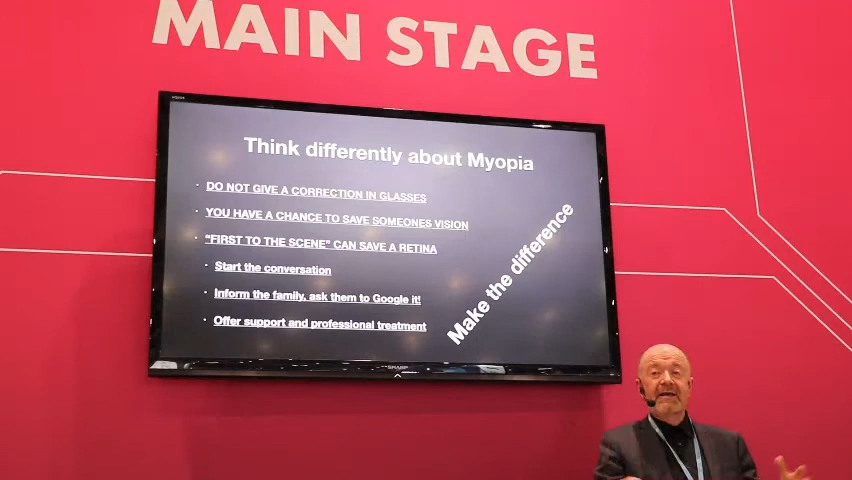 MAIN STAGE
Think differently about Myopia
· DO NOT GIVE A CORRECTION IN GLASSES
· YOU HAVE A CHANCE TO SAVE SOMEONES VISION
· "FIRST TO THE SCENE" CAN SAVE A RETINA
· Start the conversation
· Inform the family, ask them to Google it!
· Offer support and professional treatment
Make the difference
SHARP